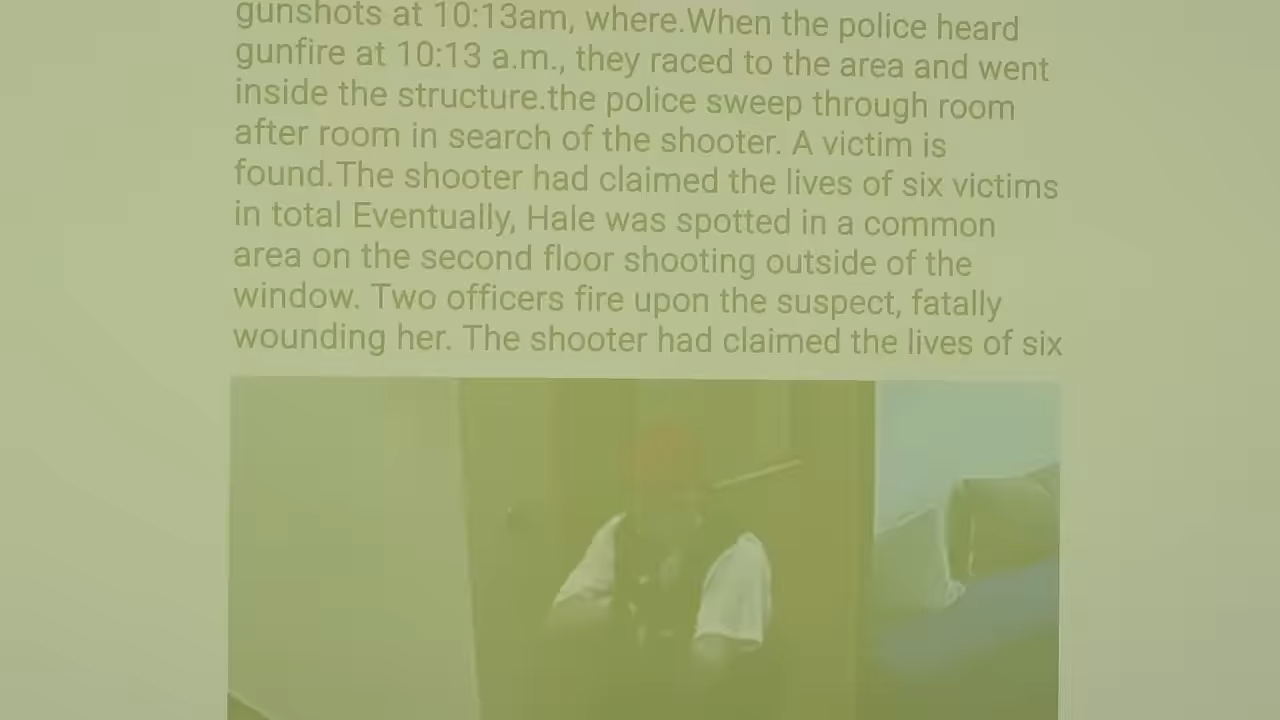 gunshots at 10:13am, where.When the police heard
gunfire at 10:13 a.m., they raced to the area and went
inside the structure.the police sweep through room
after room in search of the shooter. A victim is
found.The shooter had claimed the lives of six victims
in total Eventually, Hale was spotted in a common
area on the second floor shooting outside of the
window. Two officers fire upon the suspect, fatally
wounding her. The shooter had claimed the lives of six